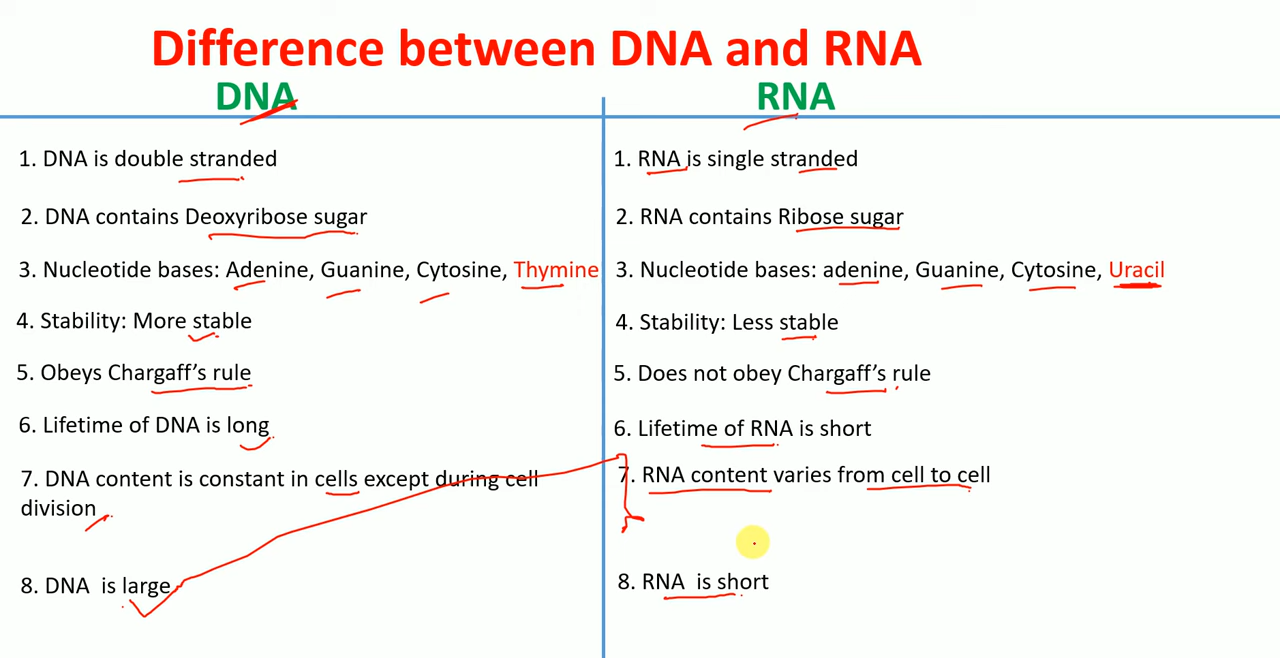 Difference between DNA and RNA
DNA
1. DNA is double stranded
2. DNA contains Deoxyribose sugar
3. Nucleotide bases: Adenine, Guanine, Cytosine, Thymine
4. Stability: More stable
5. Obeys Chargaff’s rule
6. Lifetime of DNA is long
7. DNA content is constant in cells except during cell
division
8. DNA is large
RNA
1. RNA is single stranded
2. RNA contains Ribose sugar
3. Nucleotide bases: adenine, Guanine, Cytosine, Uracil
4. Stability: Less stable
5. Does not obey Chargaff’s rule
6. Lifetime of RNA is short
7. RNA content varies from cell to cell
8. RNA is short